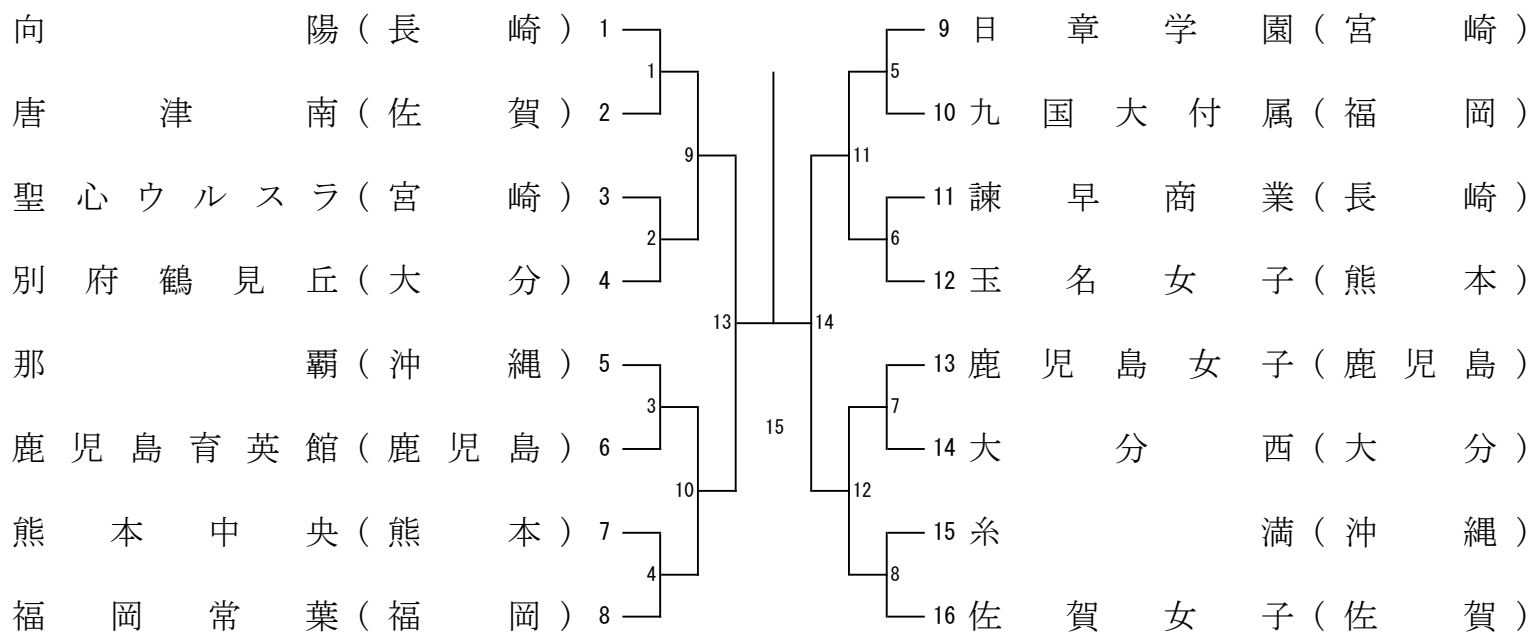 向陽(長崎) 1
唐津南(佐賀) 2
聖心ウルスラ(宮崎) 3
別府鶴見丘(大分) 4
那覇(沖縄) 5
鹿児島育英館(鹿児島) 6
熊本中央(熊本) 7
福岡常葉(福岡) 8
1
9
2
13
3
10
4
15
9 日章学園(宮崎)
10 九国大付属(福岡)
11 諫早商業(長崎)
12 玉名女子(熊本)
13 鹿児島女子(鹿児島)
14 大分西(大分)
15 糸満(沖縄)
16 佐賀女子(佐賀)
5
11
6
14
7
12
8